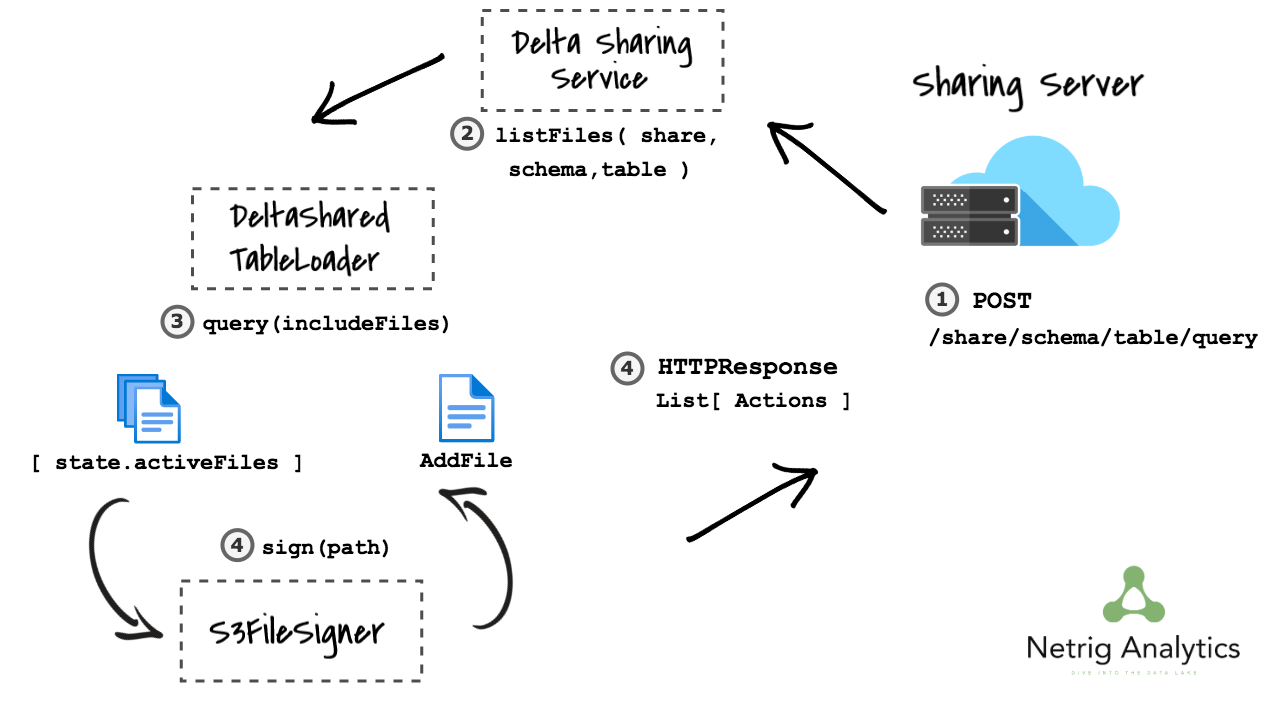 Delta Sharing
Service
2 listFiles( share,
schema,table )
Sharing Server
1 POST
/share/schema/table/query
DeltaShared
TableLoader
3 query(includeFiles)
4 HTTPResponse
List[ Actions ]
[ state.activeFiles ]
AddFile
4 sign(path)
S3FileSigner
Netrig Analytics
DIVE INTO THE DATA LAKE